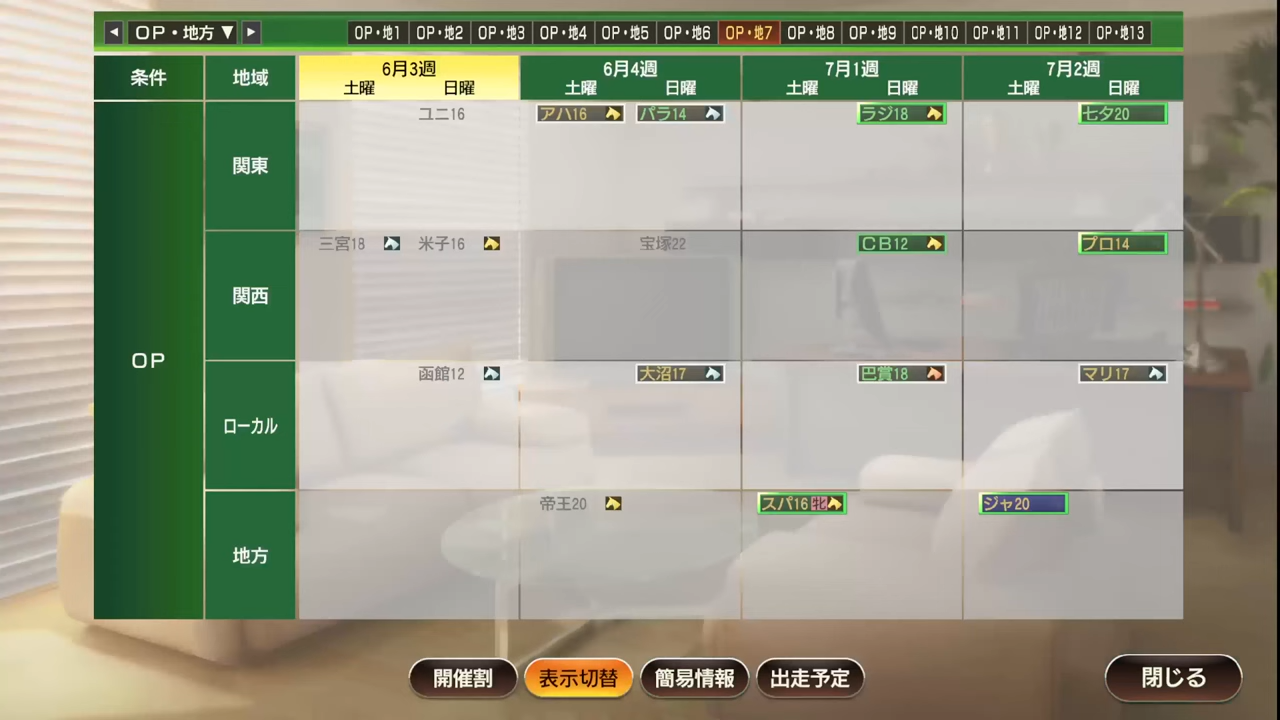 ◀ OP・地方▼ ▶ OP・地1 OP・地2 OP・地3 OP・地4 OP・地5 OP・地6 OP・地7 OP・地8 OP・地9 OP・地10 OP・地11 OP・地12 OP・地13
条件 地域 6月3週 6月4週 7月1週 7月2週
土曜 日曜 土曜 日曜 土曜 日曜 土曜 日曜
ユニ16 アハ16 パラ14 ラジ18 七夕20
関東
三宮18 米子16 宝塚22 CB12 プロ14
関西
OP
函館12 大沼17 巴賞18 マリ17
ローカル
帝王20 スパ16牝 ジャ20
地方
開催割 表示切替 簡易情報 出走予定 閉じる